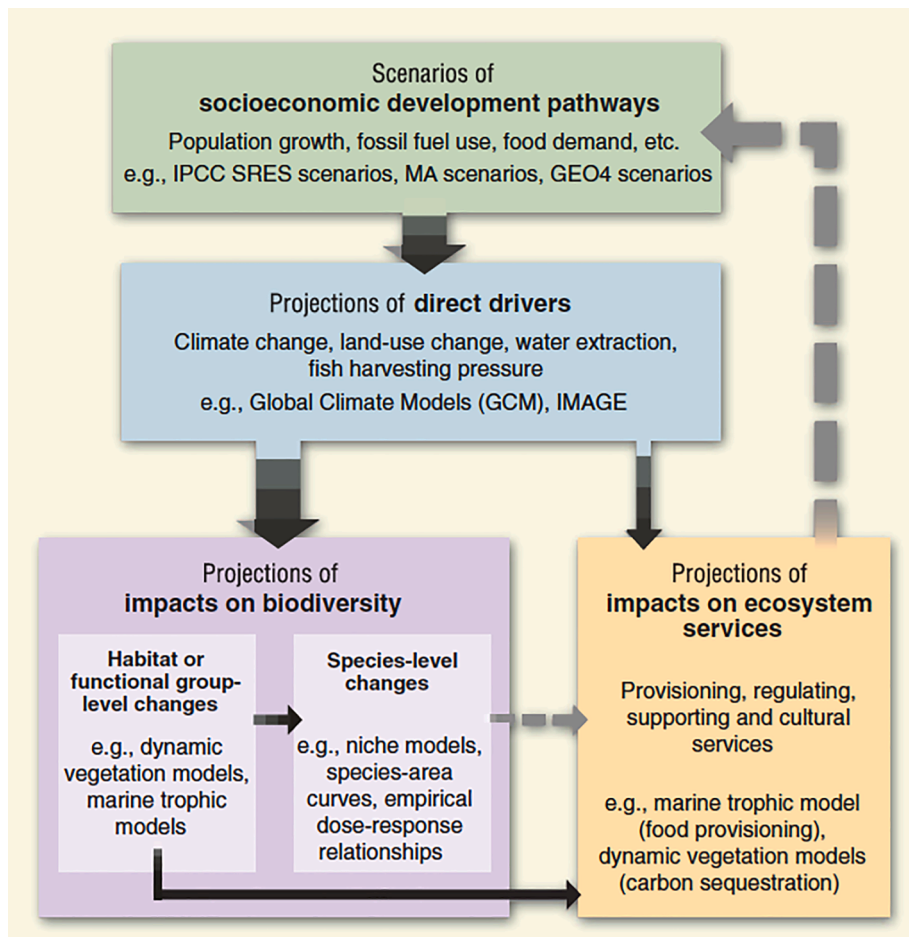 Scenarios of
socioeconomic development pathways
Population growth, fossil fuel use, food demand, etc.
e.g., IPCC SRES scenarios, MA scenarios, GEO4 scenarios
Projections of direct drivers
Climate change, land-use change, water extraction,
fish harvesting pressure
e.g., Global Climate Models (GCM), IMAGE
Projections of
impacts on biodiversity
Habitat or
functional group-
level changes
e.g., dynamic
vegetation models,
marine trophic
models
Species-level
changes
e.g., niche models,
species-area
curves, empirical
dose-response
relationships
Projections of
impacts on ecosystem
services
Provisioning, regulating,
supporting and cultural
services
e.g., marine trophic model
(food provisioning),
dynamic vegetation models
(carbon sequestration)